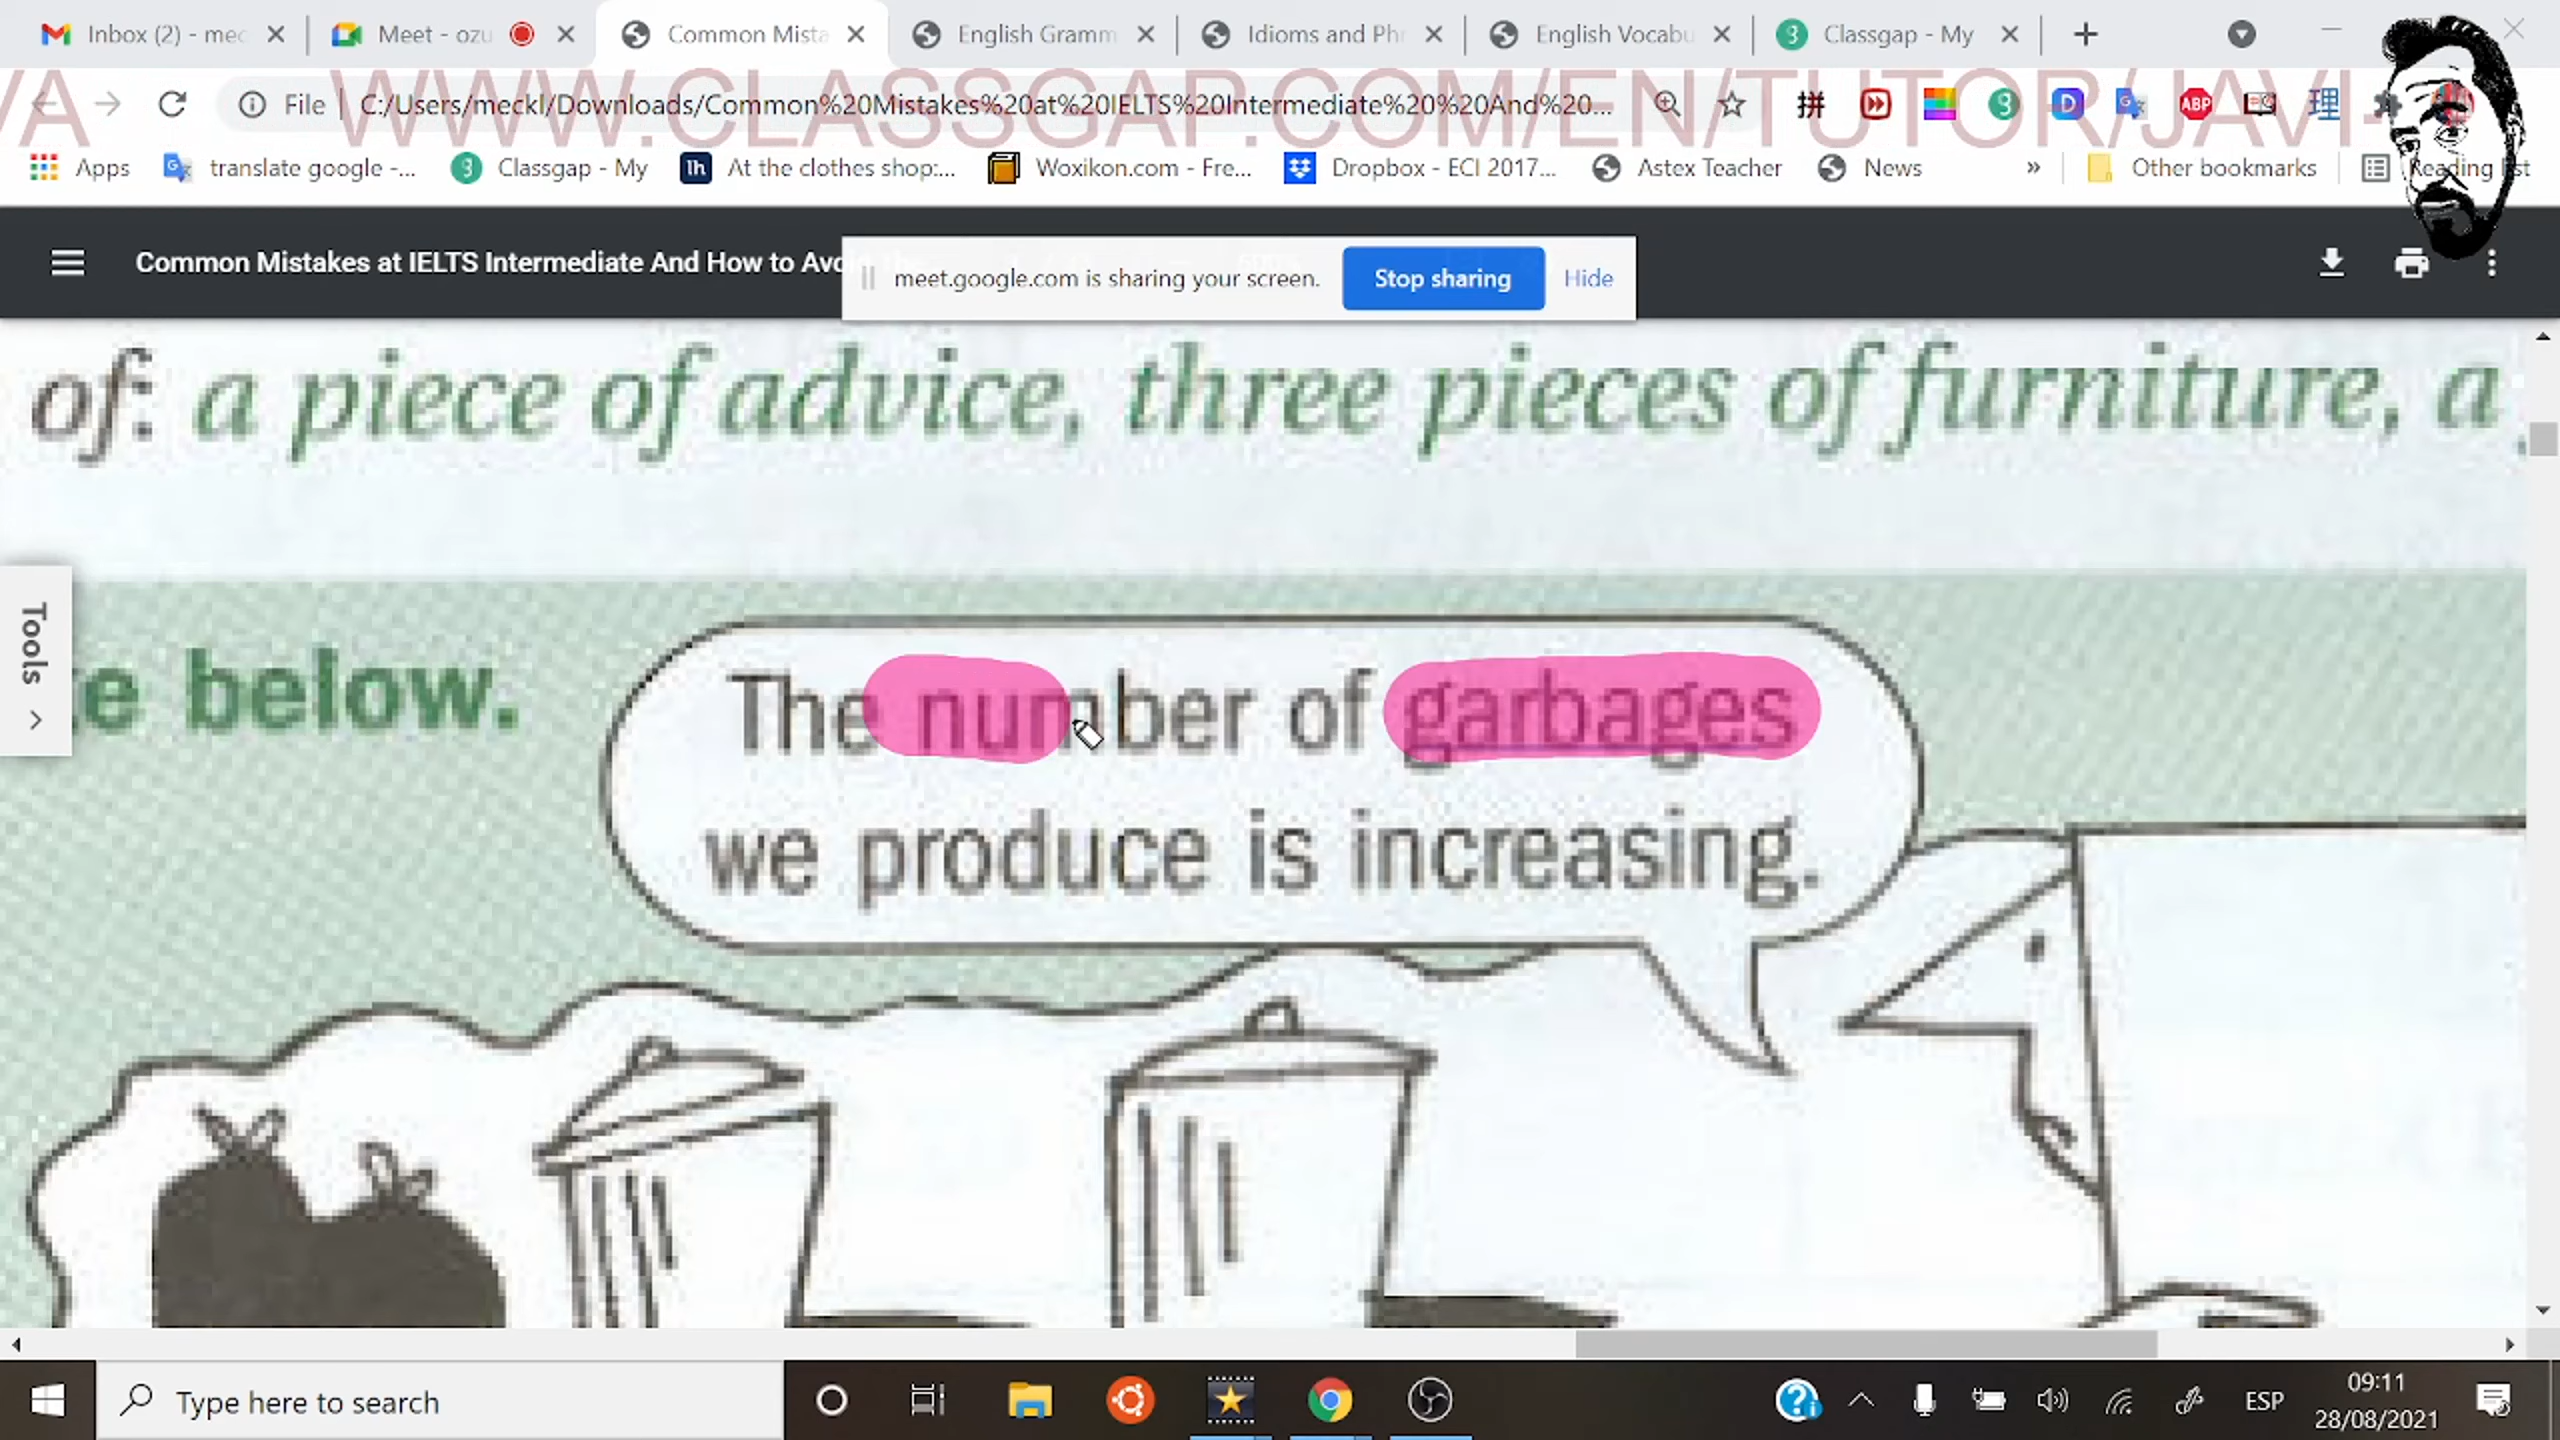 Inbox (2) - mec
Meet - ozu
Common Mista
English Gramm
Idioms and Phr
English Vocabu
Classgap - My
WWW.CLASSGAP.COM/EN/TUTOR/JAVI-
VA
File
C:/Users/meckl/Downloads/Common%20Mistakes%20at%20IELTS%20Intermediate%20%20And%20...
Apps
translate google -...
Classgap - My
At the clothes shop:...
Woxikon.com - Fre...
Dropbox - ECI 2017...
Astex Teacher
News
»
Other bookmarks
Reading list
Common Mistakes at IELTS Intermediate And How to Avo
meet.google.com is sharing your screen.
Stop sharing
Hide
of: a piece of advice, three pieces of furniture, a
Tools
e below.
The number of garbages
we produce is increasing.
Type here to search
ESP
09:11
28/08/2021